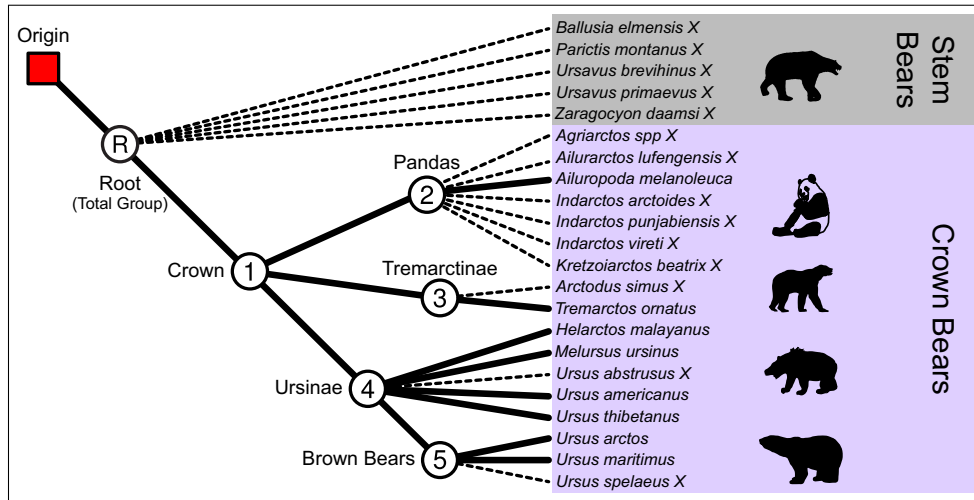 Origin
R
Root
(Total Group)
Crown
1
Pandas
2
Tremarctinae
3
Ursinae
4
Brown Bears
5
Ballusia elmensis X
Parictis montanus X
Ursavus brevihinus X
Ursavus primaevus X
Zaragocyon daamsi X
Agriarctos spp X
Ailurarctos lufengensis X
Ailuropoda melanoleuca
Indarctos arctoides X
Indarctos punjabiensis X
Indarctos vireti X
Kretzoiarctos beatrix X
Arctodus simus X
Tremarctos ornatus
Helarctos malayanus
Melursus ursinus
Ursus abstrusus X
Ursus americanus
Ursus thibetanus
Ursus arctos
Ursus maritimus
Ursus spelaeus X
Stem
Bears
Crown Bears